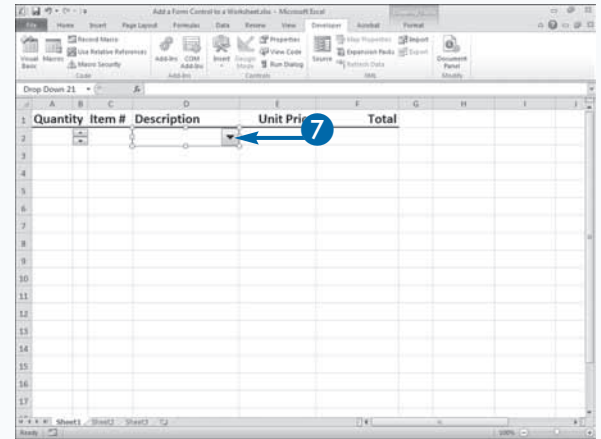 Add a Form Control to a Worksheet.xlsx - Microsoft Excel
File Home Insert Page Layout Formulas Data Review View Developer Acrobat Format
Visual Basic Macros Record Macro Use Relative References Macro Security Add-Ins COM Add-Ins Insert Design Mode Properties View Code Run Dialog Source Map Properties Expansion Packs Refresh Data Import Export Document Panel
Code Add-Ins Controls XML Modify
Drop Down 21 fx
A B C D E F G H I J
1 Quantity Item # Description Unit Pri Total
7
2
3
4
5
6
7
8
9
10
11
12
13
14
15
16
17
Sheet1 Sheet2 Sheet3
Ready 100%